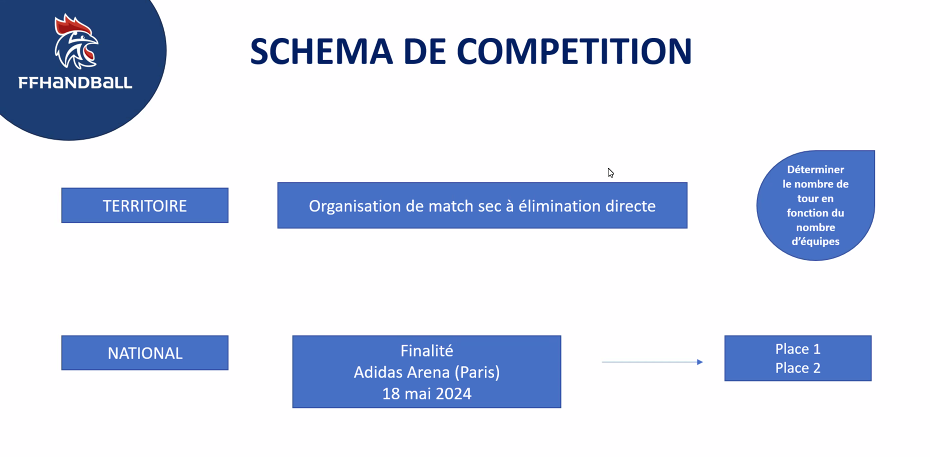 FFHANDBALL
SCHEMA DE COMPETITION
TERRITOIRE
Organisation de match sec à élimination directe
Déterminer
le nombre de
tour en
fonction du
nombre
d'équipes
NATIONAL
Finalité
Adidas Arena (Paris)
18 mai 2024
Place 1
Place 2